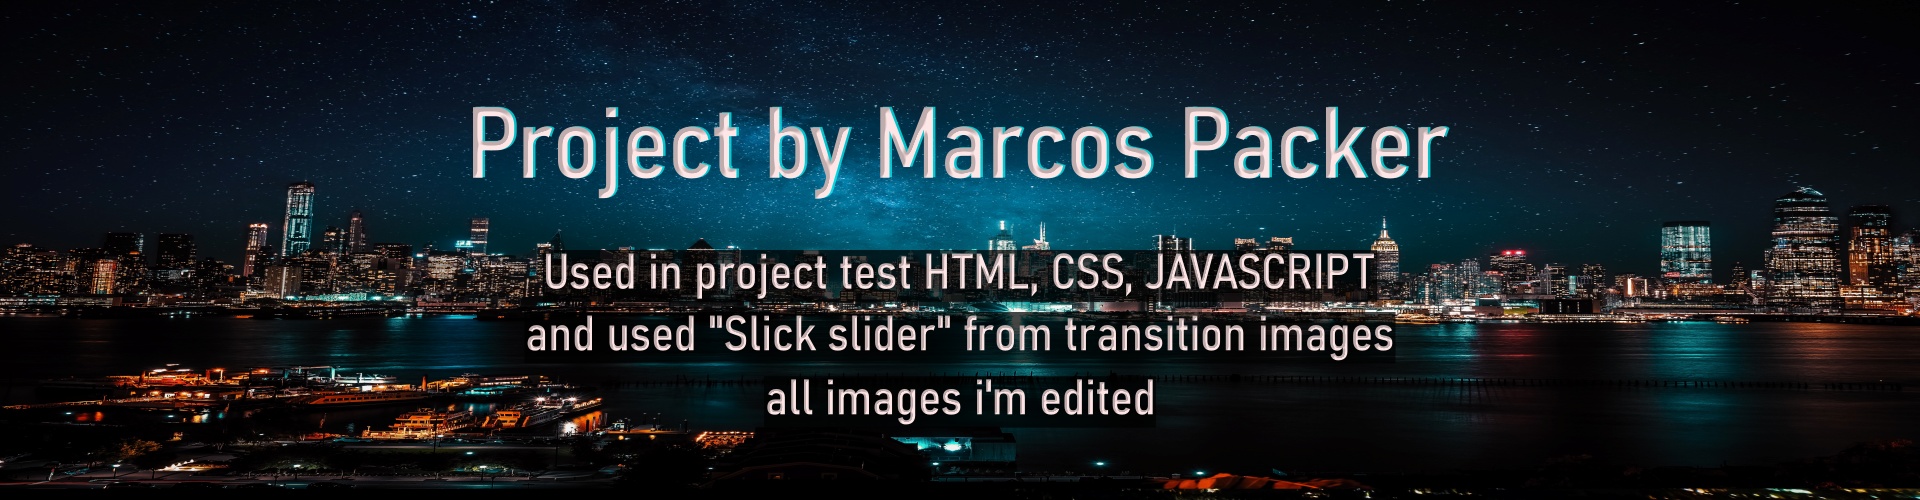 Project by Marcos Packer
Used in project test HTML, CSS, JAVASCRIPT
and used "Slick slider" from transition images
all images i'm edited